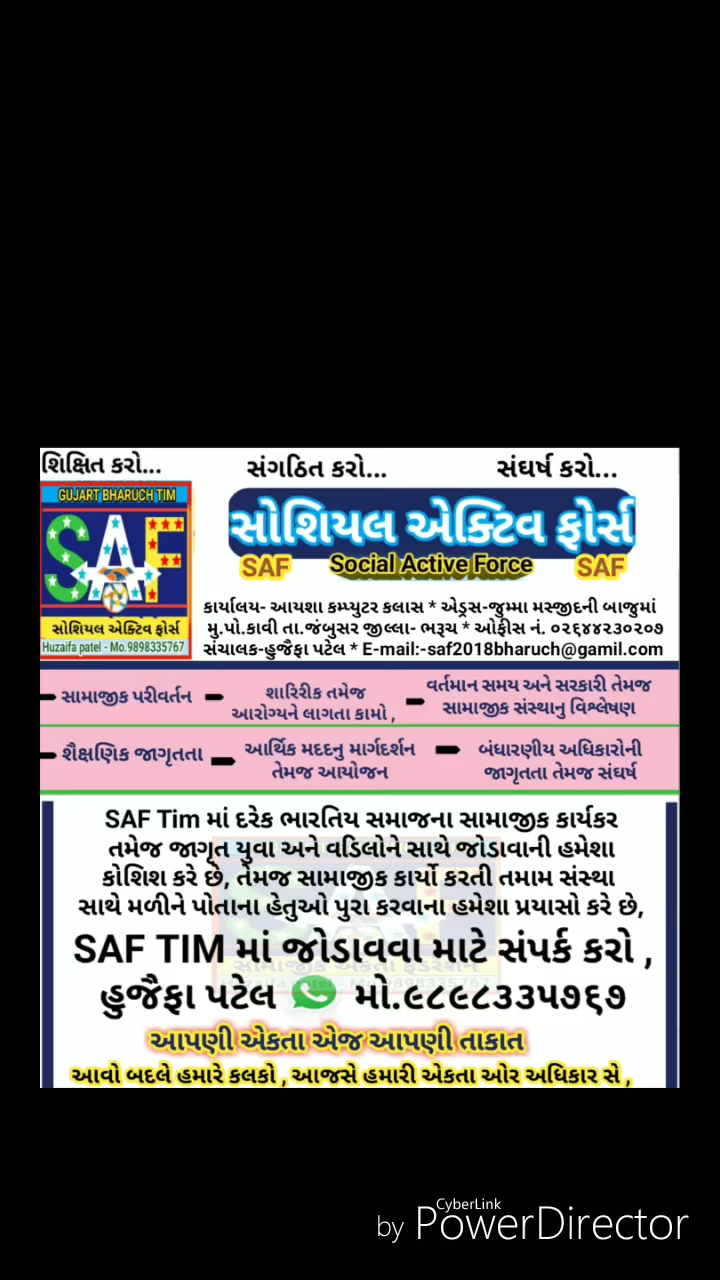 શિક્ષિત કરો... સંગઠિત કરો... સંઘર્ષ કરો...
GUJART BHARUCH TIM
SAF
સોશિયલ એક્ટિવ ફોર્સ
Huzaifa patel - Mo.9898335767
સોશિયલ એક્ટિવ ફોર્સ
SAF Social Active Force SAF
કાર્યાલય- આયશા કમ્પ્યુટર કલાસ * એડ્રસ-જુમ્મા મસ્જીદની બાજુમાં
મુ.પો.કાવી તા.જંબુસર જીલ્લા- ભરૂચ * ઓફીસ નં. ૦૨૬૪૪૨૩૦૨૦૭
સંચાલક-હુજૈફા પટેલ * E-mail:-saf2018bharuch@gamil.com
- સામાજીક પરીવર્તન - શારિરીક તેમજ
આરોગ્યને લાગતા કામો ,
- વર્તમાન સમય અને સરકારી તેમજ
સામાજીક સંસ્થાનુ વિશ્લેષણ
- શૈક્ષણિક જાગૃતતા - આર્થિક મદદનુ માર્ગદર્શન
તેમજ આયોજન
- બંધારણીય અધિકારોની
જાગૃતતા તેમજ સંઘર્ષ
SAF Tim માં દરેક ભારતિય સમાજના સામાજીક કાર્યકર
તેમેજ જાગૃત યુવા અને વડિલોને સાથે જોડાવાની હમેશા
કોશિશ કરે છે, તેમજ સામાજીક કાર્યો કરતી તમામ સંસ્થા
સાથે મળીને પોતાના હેતુઓ પુરા કરવાના હમેશા પ્રયાસો કરે છે,
SAF TIM માં જોડાવવા માટે સંપર્ક કરો ,
હુજૈફા પટેલ મો.૯૮૯૮૩૩૫૭૬૭
આપણી એકતા એજ આપણી તાકાત
આવો બદલે હમારે કલકો , આજસે હમારી એકતા ઓર અધિકાર સે ,
CyberLink
by PowerDirector